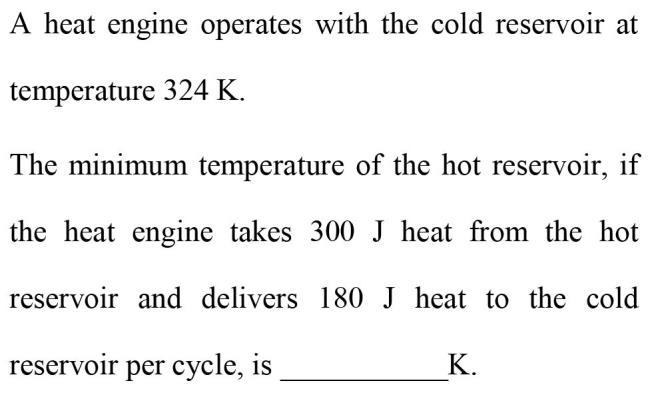 A heat engine operates with the cold reservoir at
temperature 324 K.
The minimum temperature of the hot reservoir, if
the heat engine takes 300 J heat from the hot
reservoir and delivers 180 J heat to the cold
reservoir per cycle, is ___________K.